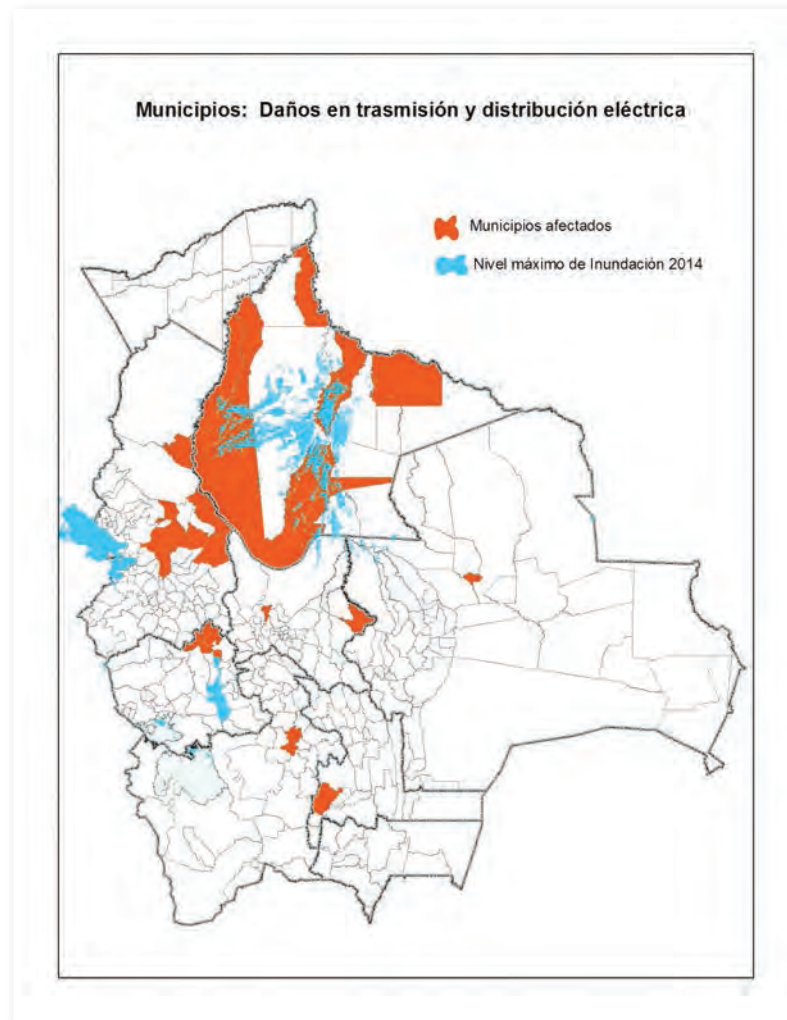 Municipios: Daños en trasmisión y distribución eléctrica
Municipios afectados
Nivel máximo de Inundación 2014